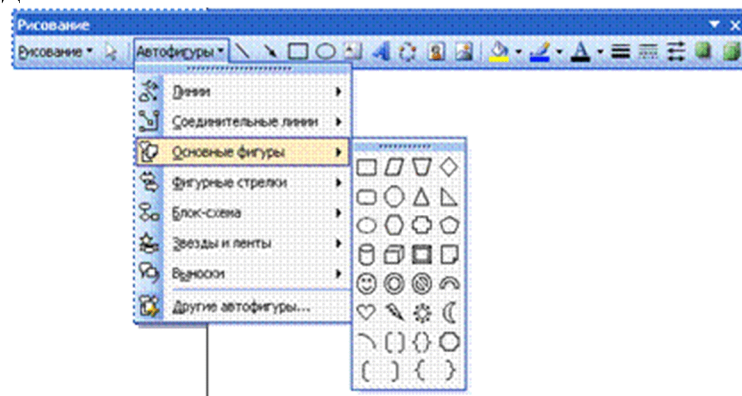 Рисование
Рисование Автофигуры
Линии
Соединительные линии
Основные фигуры
Фигурные стрелки
Блок-схема
Звезды и ленты
Выноски
Другие автофигуры...